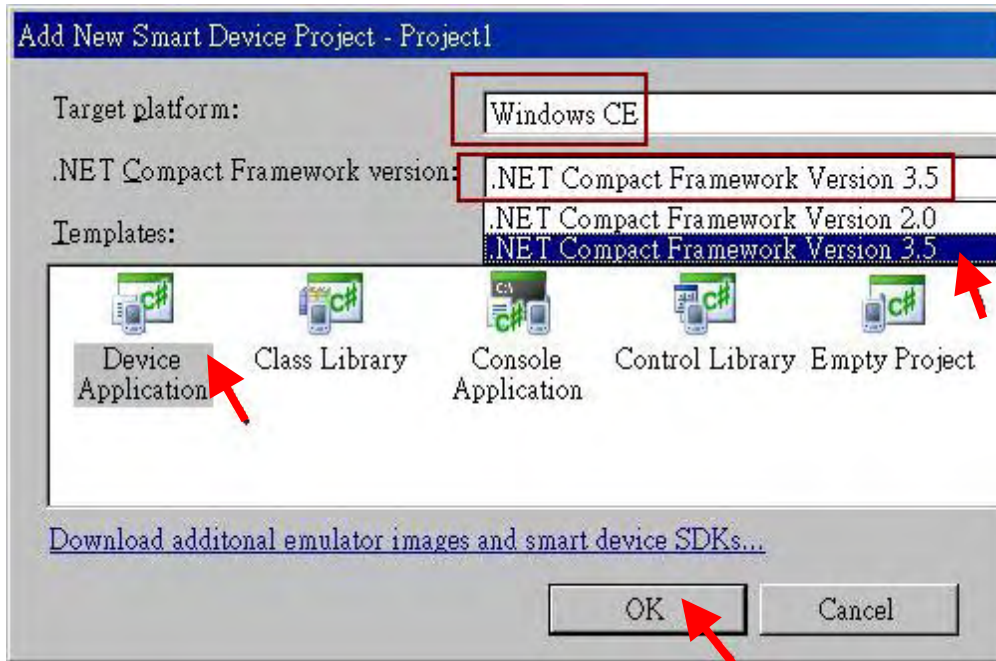 Add New Smart Device Project - Project1
Target platform:
Windows CE
.NET Compact Framework version:
.NET Compact Framework Version 3.5
.NET Compact Framework Version 2.0
.NET Compact Framework Version 3.5
Templates:
C#
C#
C:\
C#
C#
C#
Device
Application
Class Library
Console
Application
Control Library
Empty Project
Download additonal emulator images and smart device SDKs...
OK
Cancel